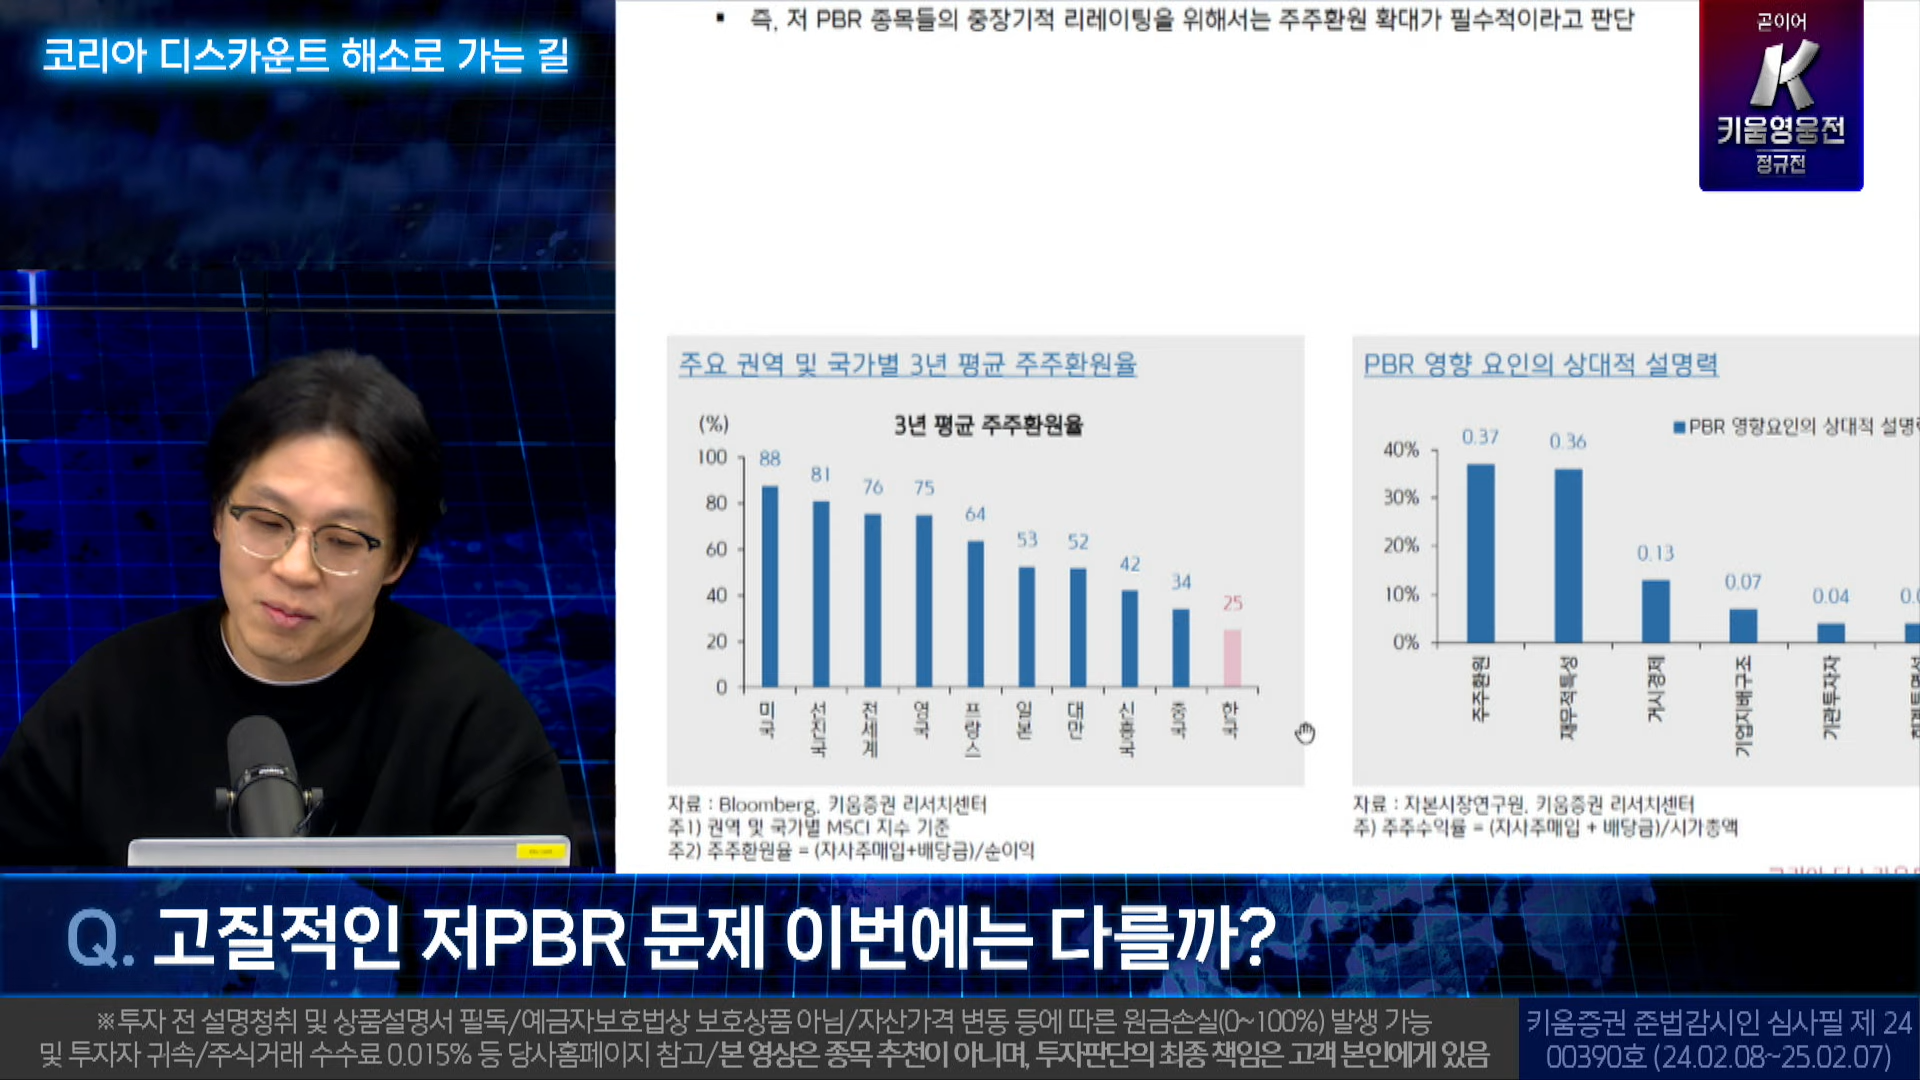 코리아 디스카운트 해소로 가는 길
▪ 즉, 저 PBR 종목들의 중장기적 리레이팅을 위해서는 주주환원 확대가 필수적이라고 판단
곧이어
K
키움영웅전
정규전
주요 권역 및 국가별 3년 평균 주주환원율
(%)
3년 평균 주주환원율
100
80
60
40
20
0
88
81
76
75
64
53
52
42
34
25
미국
선진국
전세계
영국
프랑스
일본
대만
신흥국
중국
한국
자료 : Bloomberg, 키움증권 리서치센터
주1) 권역 및 국가별 MSCI 지수 기준
주2) 주주환원율 = (자사주매입+배당금)/순이익
PBR 영향 요인의 상대적 설명력
■PBR 영향요인의 상대적 설명
40%
30%
20%
10%
0%
0.37
0.36
0.13
0.07
0.04
주주환원
재무적특성
거시경제
기업지배구조
기관투자자
자료 : 자본시장연구원, 키움증권 리서치센터
주) 주주수익률 = (자사주매입 + 배당금)/시가총액
Q. 고질적인 저PBR 문제 이번에는 다를까?
※투자 전 설명청취 및 상품설명서 필독/예금자보호법상 보호상품 아님/자산가격 변동 등에 따른 원금손실(0~100%) 발생 가능
및 투자자 귀속/주식거래 수수료 0.015% 등 당사홈페이지 참고/본 영상은 종목 추천이 아니며, 투자판단의 최종 책임은 고객 본인에게 있음
키움증권 준법감시인 심사필 제 24
00390호 (24.02.08~25.02.07)